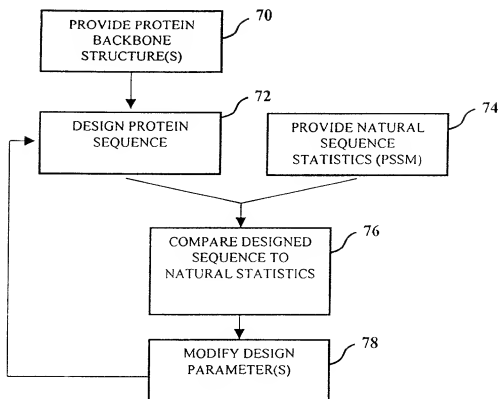 PROVIDE PROTEIN
BACKBONE
STRUCTURE(S)
70
DESIGN PROTEIN
SEQUENCE
72
PROVIDE NATURAL
SEQUENCE
STATISTICS (PSSM)
74
COMPARE DESIGNED
SEQUENCE TO
NATURAL STATISTICS
76
MODIFY DESIGN
PARAMETER(S)
78